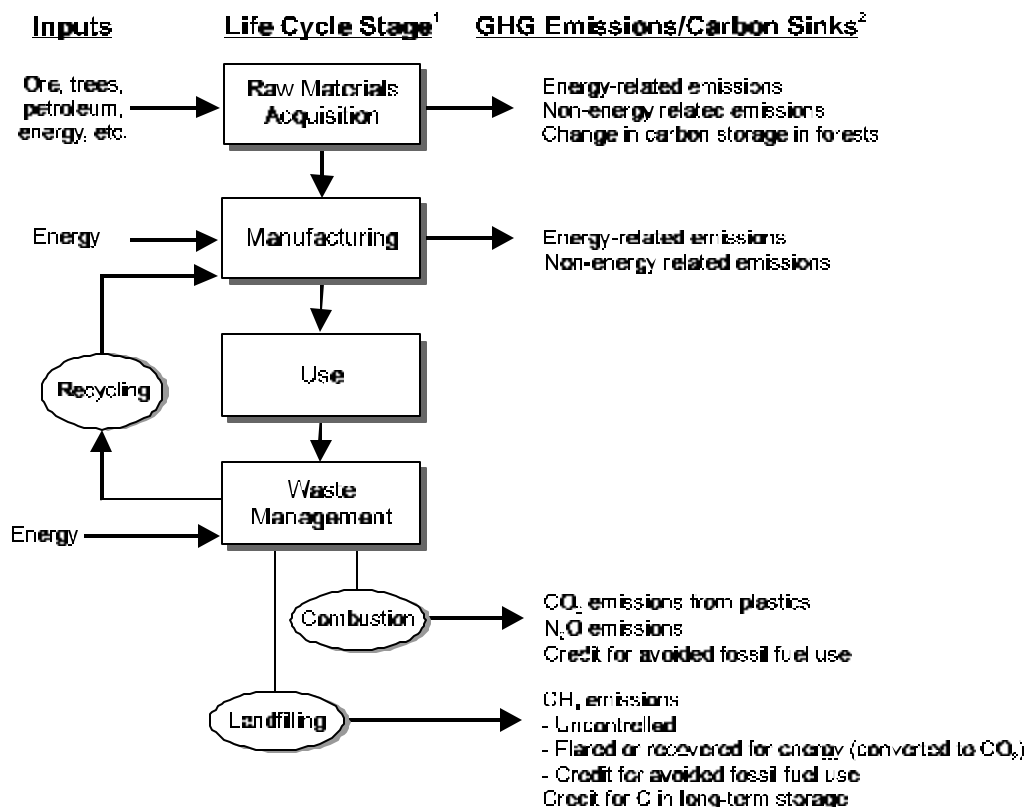 Inputs
Life Cycle Stage¹
GHG Emissions/Carbon Sinks²
Ore, trees,
petroleum,
energy, etc.
Raw Materials
Acquisition
Energy-related emissions
Non-energy related emissions
Change in carbon storage in forests
Energy
Manufacturing
Energy-related emissions
Non-energy related emissions
Recycling
Use
Waste
Management
Energy
Combustion
CO₂ emissions from plastics
N₂O emissions
Credit for avoided fossil fuel use
Landfilling
CH₄ emissions
- Uncontrolled
- Flared or recovered for energy (converted to CO₂)
- Credit for avoided fossil fuel use
Credit for C in long-term storage